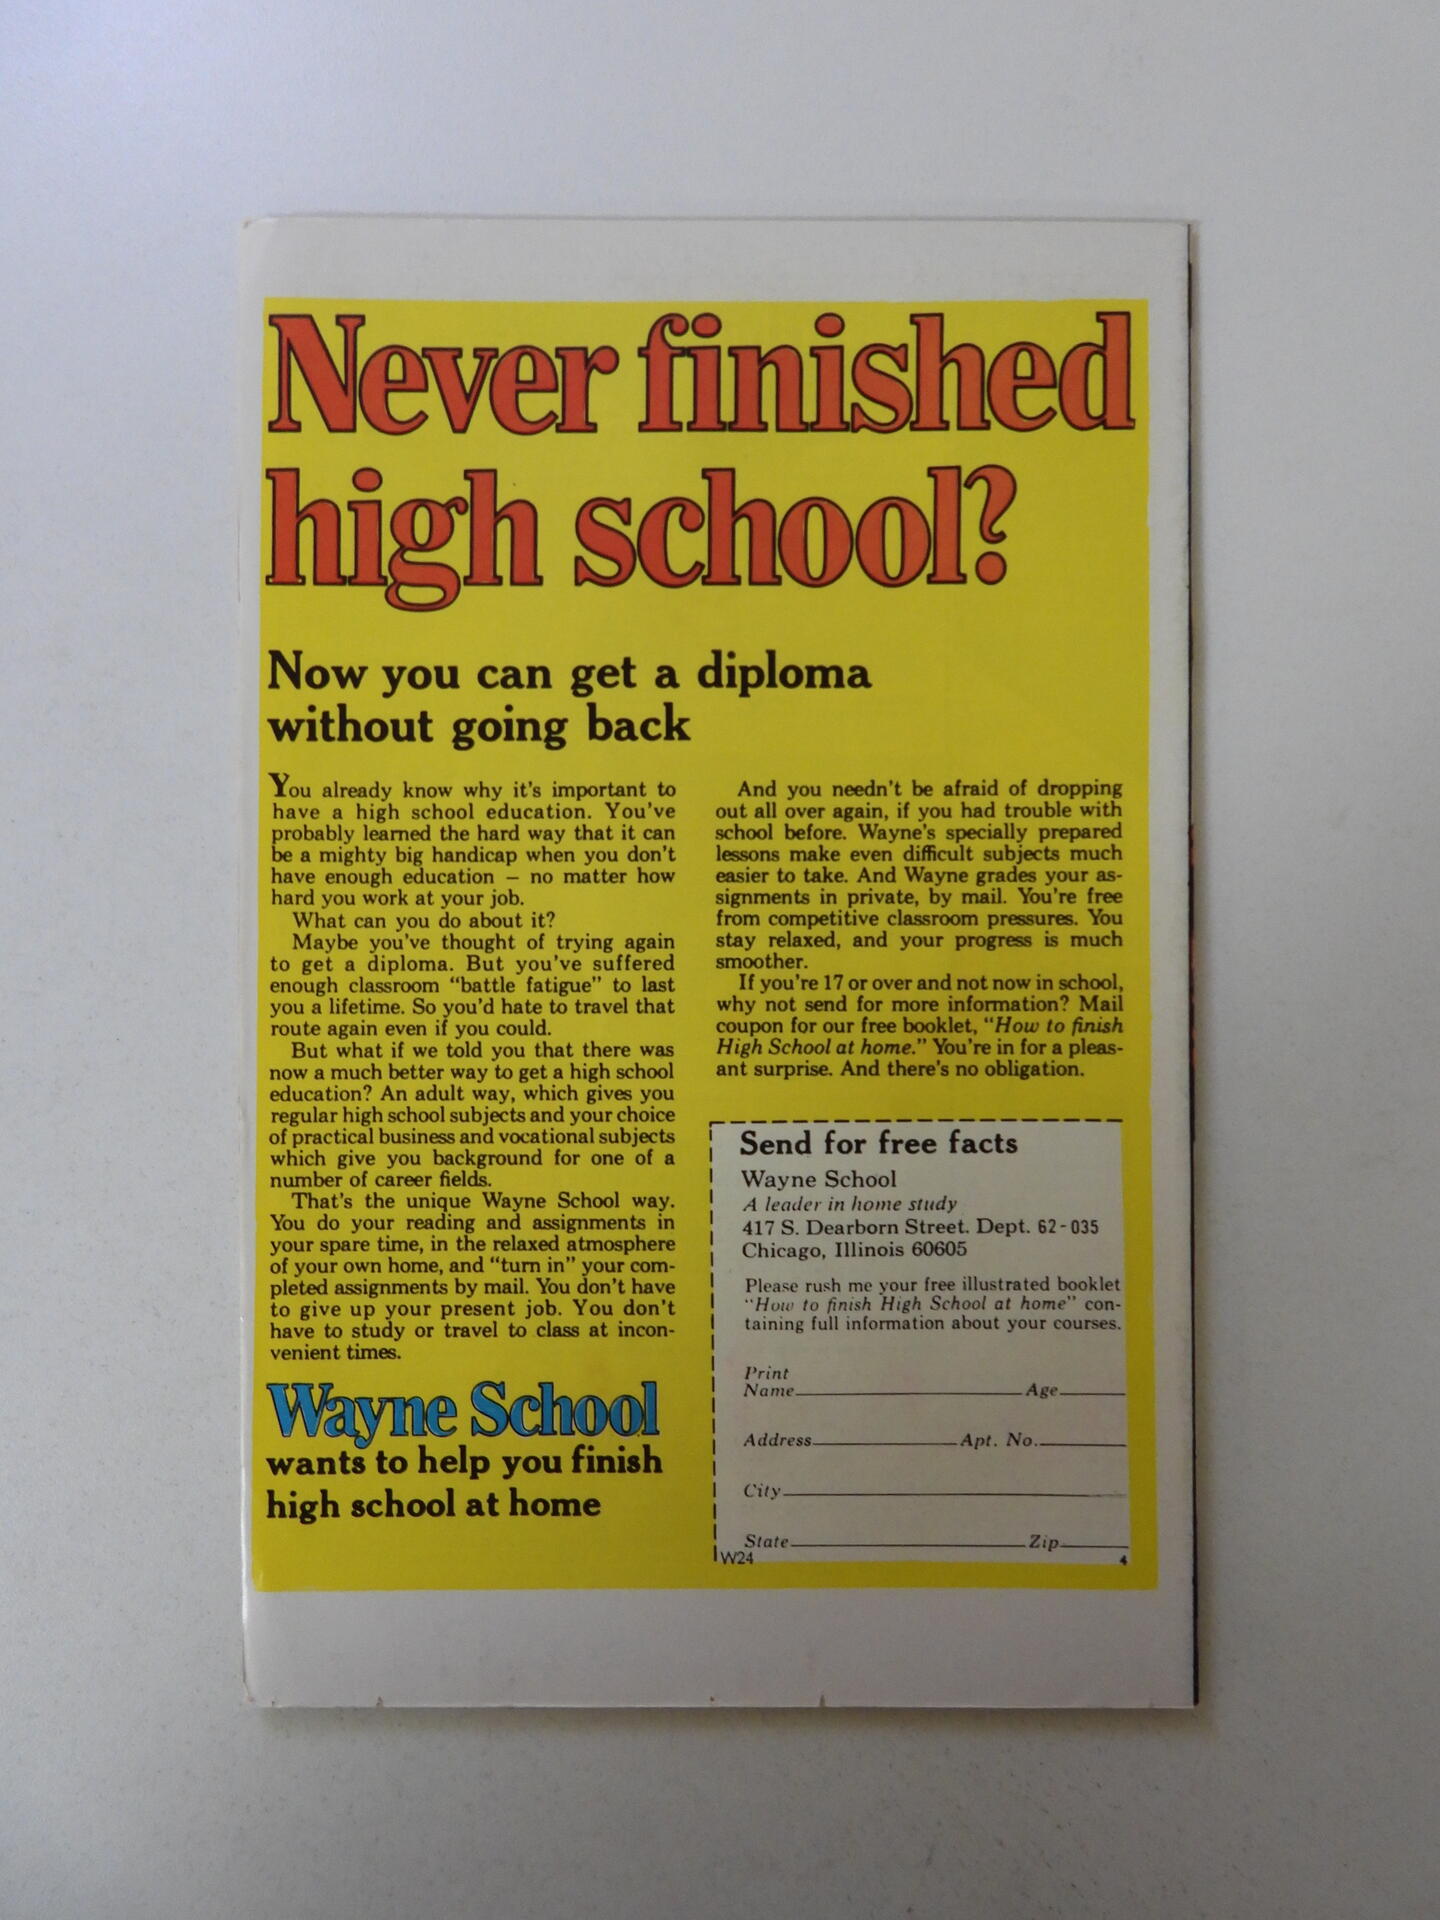 Never finished
high school?
Now you can get a diploma
without going back
You already know why it's important to
have a high school education. You've
probably learned the hard way that it can
be a mighty big handicap when you don't
have enough education – no matter how
hard you work at your job.
What can you do about it?
Maybe you've thought of trying again
to get a diploma. But you've suffered
enough classroom "battle fatigue" to last
you a lifetime. So you'd hate to travel that
route again even if you could.
But what if we told you that there was
now a much better way to get a high school
education? An adult way, which gives you
regular high school subjects and your choice
of practical business and vocational subjects
which give you background for one of a
number of career fields.
That's the unique Wayne School way.
You do your reading and assignments in
your spare time, in the relaxed atmosphere
of your own home, and "turn in" your com-
pleted assignments by mail. You don't have
to give up your present job. You don't
have to study or travel to class at incon-
venient times.
Wayne School
wants to help you finish
high school at home
And you needn't be afraid of dropping
out all over again, if you had trouble with
school before. Wayne's specially prepared
lessons make even difficult subjects much
easier to take. And Wayne grades your as-
signments in private, by mail. You're free
from competitive classroom pressures. You
stay relaxed, and your progress is much
smoother.
If you're 17 or over and not now in school,
why not send for more information? Mail
coupon for our free booklet, "How to finish
High School at home." You're in for a pleas-
ant surprise. And there's no obligation.
Send for free facts
Wayne School
A leader in home study
417 S. Dearborn Street. Dept. 62-035
Chicago, Illinois 60605
Please rush me your free illustrated booklet
"How to finish High School at home" con-
taining full information about your courses.
Print
Name Age
Address Apt. No.
City
State Zip
W24 4